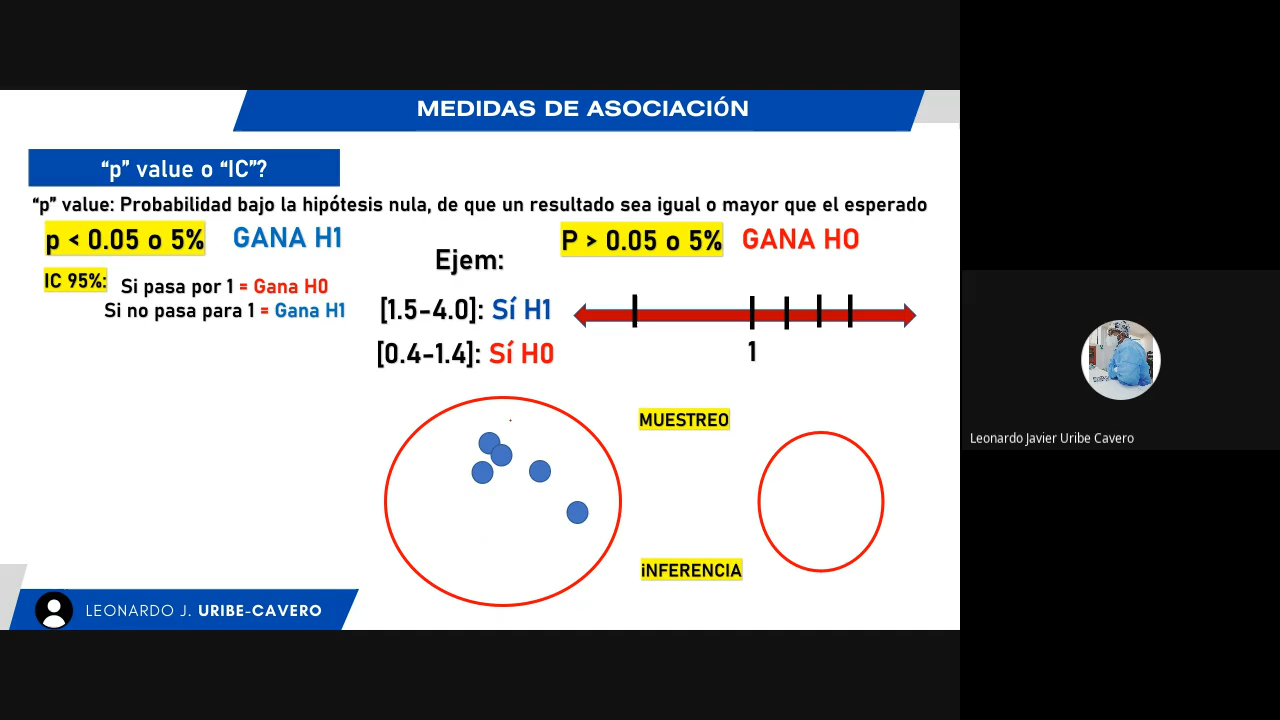 MEDIDAS DE ASOCIACIÓN
“p” value o “IC”?
“p” value: Probabilidad bajo la hipótesis nula, de que un resultado sea igual o mayor que el esperado
p < 0.05 o 5% GANA H1
P > 0.05 o 5% GANA H0
Ejem:
IC 95%: Si pasa por 1 = Gana H0
Si no pasa para 1 = Gana H1
[1.5-4.0]: Sí H1
[0.4-1.4]: Sí H0
1
MUESTREO
iNFERENCIA
LEONARDO J. URIBE-CAVERO
Leonardo Javier Uribe Cavero